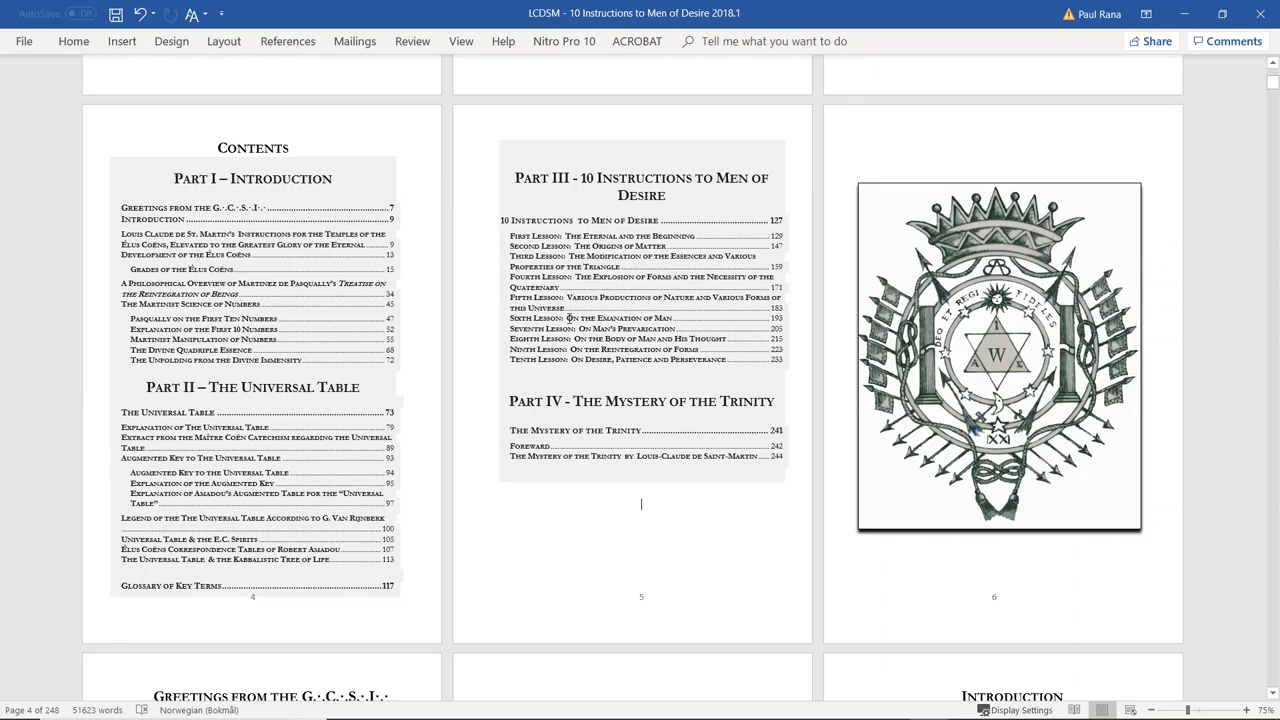 AutoSave Off
LCDSM - 10 Instructions to Men of Desire 2018.1
Paul Rana
File Home Insert Design Layout References Mailings Review View Help Nitro Pro 10 ACROBAT Tell me what you want to do Share Comments
CONTENTS
PART I – INTRODUCTION
GREETINGS FROM THE G.·.C.·.S.·.I.·. 7
INTRODUCTION 9
LOUIS CLAUDE DE ST. MARTIN'S INSTRUCTIONS FOR THE TEMPLES OF THE
ÉLUS COËNS, ELEVATED TO THE GREATEST GLORY OF THE ETERNAL 9
DEVELOPMENT OF THE ÉLUS COËNS 13
GRADES OF THE ÉLUS COËNS 15
A PHILOSOPHICAL OVERVIEW OF MARTINEZ DE PASQUALLY'S TREATISE ON
THE REINTEGRATION OF BEINGS 34
THE MARTINIST SCIENCE OF NUMBERS
PASQUALLY ON THE FIRST TEN NUMBERS 47
EXPLANATION OF THE FIRST 10 NUMBERS 52
MARTINIST MANIPULATION OF NUMBERS 55
THE DIVINE QUADRIPLE ESSENCE 68
THE UNFOLDING FROM THE DIVINE IMMENSITY 72
PART II – THE UNIVERSAL TABLE
THE UNIVERSAL TABLE 73
EXPLANATION OF THE UNIVERSAL TABLE 79
EXTRACT FROM THE MAÎTRE COËN CATECHISM REGARDING THE UNIVERSAL
TABLE 89
AUGMENTED KEY TO THE UNIVERSAL TABLE 93
AUGMENTED KEY TO THE UNIVERSAL TABLE 94
EXPLANATION OF THE AUGMENTED KEY 95
EXPLANATION OF AMADOU'S AUGMENTED TABLE FOR THE "UNIVERSAL
TABLE" 97
LEGEND OF THE THE UNIVERSAL TABLE ACCORDING TO G. VAN RIJNBERK
100
UNIVERSAL TABLE & THE E.C. SPIRITS 105
ÉLUS COËNS CORRESPONDENCE TABLES OF ROBERT AMADOU 107
THE UNIVERSAL TABLE & THE KABBALISTIC TREE OF LIFE 113
GLOSSARY OF KEY TERMS 117
4
PART III - 10 INSTRUCTIONS TO MEN OF
DESIRE
10 INSTRUCTIONS TO MEN OF DESIRE 127
FIRST LESSON: THE ETERNAL AND THE BEGINNING 129
SECOND LESSON: THE ORIGINS OF MATTER 147
THIRD LESSON: THE MODIFICATION OF THE ESSENCES AND VARIOUS
PROPERTIES OF THE TRIANGLE 159
FOURTH LESSON: THE EXPLOSION OF FORMS AND THE NECESSITY OF THE
QUATERNARY 171
FIFTH LESSON: VARIOUS PRODUCTIONS OF NATURE AND VARIOUS FORMS OF
THIS UNIVERSE 183
SIXTH LESSON: ON THE EMANATION OF MAN 193
SEVENTH LESSON: ON MAN'S PREVARICATION 205
EIGHTH LESSON: ON THE BODY OF MAN AND HIS THOUGHT 215
NINTH LESSON: ON THE REINTEGRATION OF FORMS 223
TENTH LESSON: ON DESIRE, PATIENCE AND PERSEVERANCE 233
PART IV - THE MYSTERY OF THE TRINITY
THE MYSTERY OF THE TRINITY 241
FOREWARD 242
THE MYSTERY OF THE TRINITY BY LOUIS-CLAUDE DE SAINT-MARTIN 244
5
DEO ET REGI FIDELES
I
W
A E
XX
6
GREETINGS FROM THE G.·.C.·.S.·.I.·.
INTRODUCTION
Page 4 of 248 51623 words Norwegian (Bokmål) Display Settings 75%